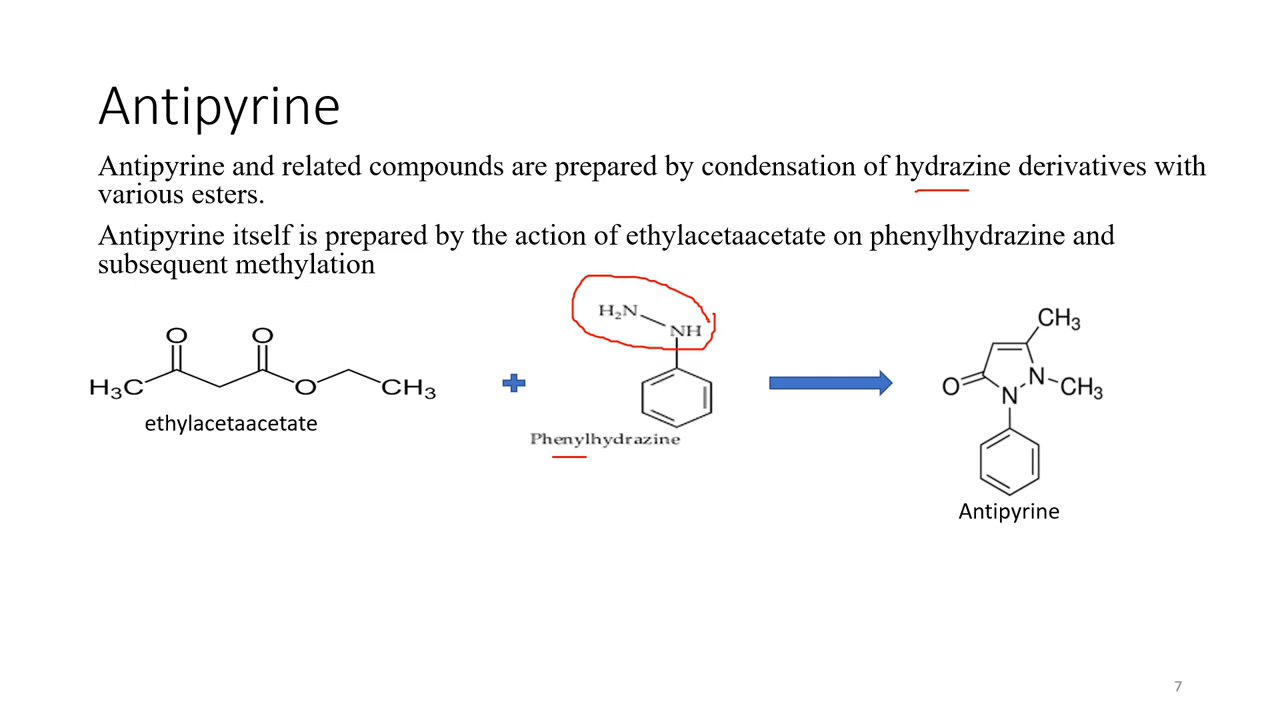 Antipyrine
Antipyrine and related compounds are prepared by condensation of hydrazine derivatives with
various esters.
Antipyrine itself is prepared by the action of ethylacetaacetate on phenylhydrazine and
subsequent methylation
O O
H₃C O CH₃
ethylacetaacetate
H₂N
NH
Phenylhydrazine
CH₃
O N CH₃
N
Antipyrine
7